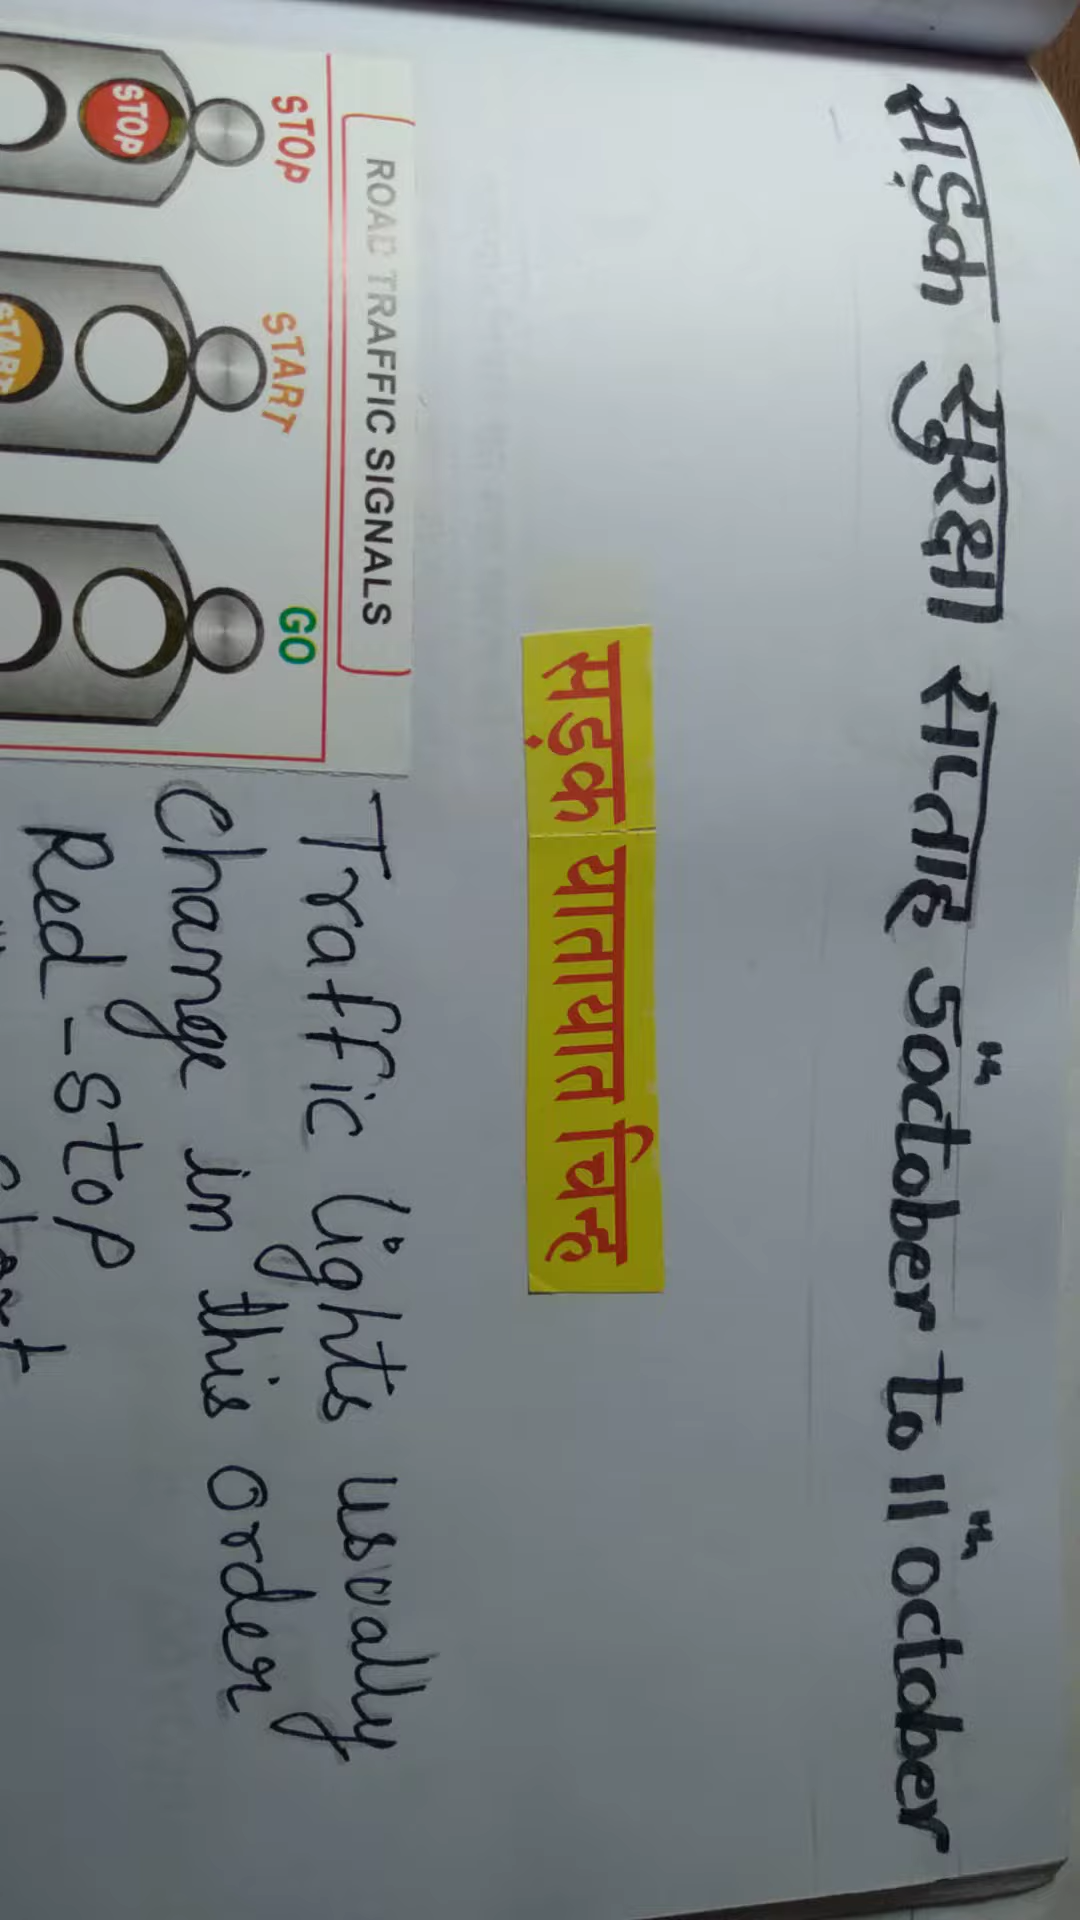 सड़क सुरक्षा सप्ताह 5th october to 11th october
सड़क यातायात चिन्ह
ROAD TRAFFIC SIGNALS
STOP START GO
STOP
START
Traffic lights usually
Change in this order
Red - stop